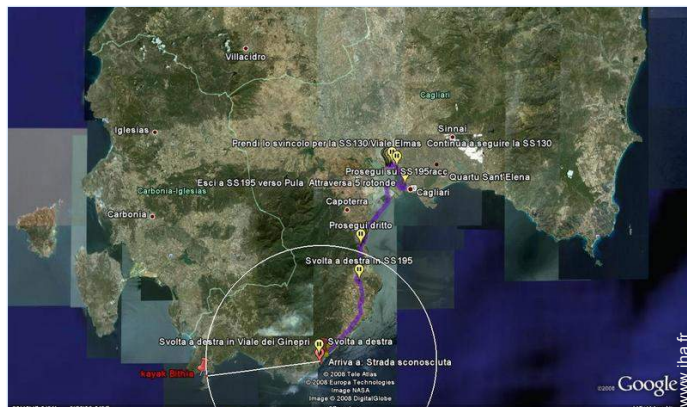 Villacidro
Cagliari
Iglesias
Sinnai
Prendi lo svincolo per la SS130/Viale Elmas Continua a seguire la SS130
Prosegui su SS195racc
Quartu Sant'Elena
Esci a SS195 verso Pula Attraversa 5 rotonde
Cagliari
Carbonia-Iglesias
Capoterra
Carbonia
Prosegui dritto
Svolta a destra in SS195
Svolta a destra in Viale dei Ginepri
Svolta a destra
Arriva a: Strada sconosciuta
kayak Bithia
© 2008 Tele Atlas
© 2008 Europa Technologies
Image NASA
Image © 2008 DigitalGlobe
©2008 Google
www.iha.fr